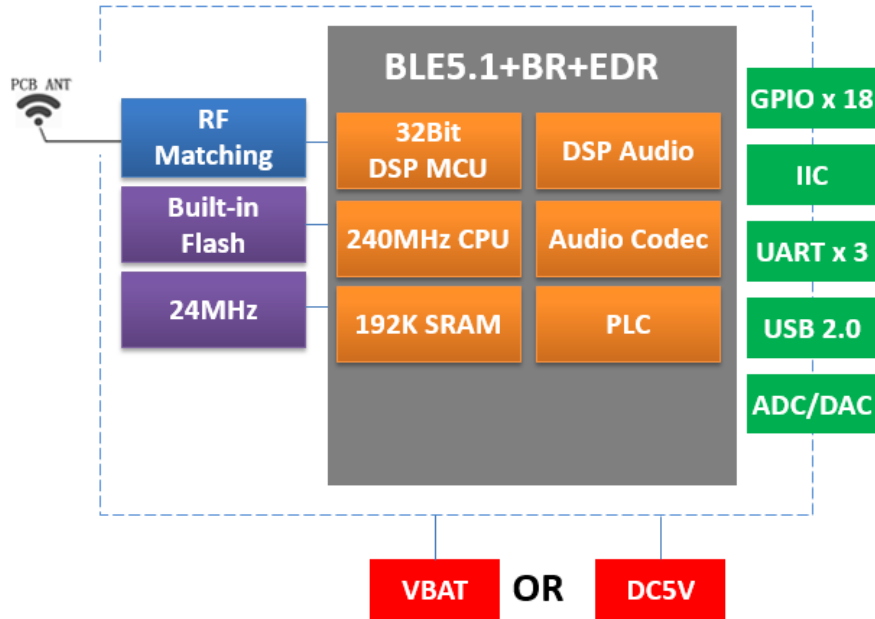 BLE5.1+BR+EDR
PCB ANT
RF
Matching
32Bit
DSP MCU
DSP Audio
GPIO x 18
IIC
Built-in
Flash
240MHz CPU
Audio Codec
UART x 3
24MHz
192K SRAM
PLC
USB 2.0
ADC/DAC
VBAT
OR
DC5V